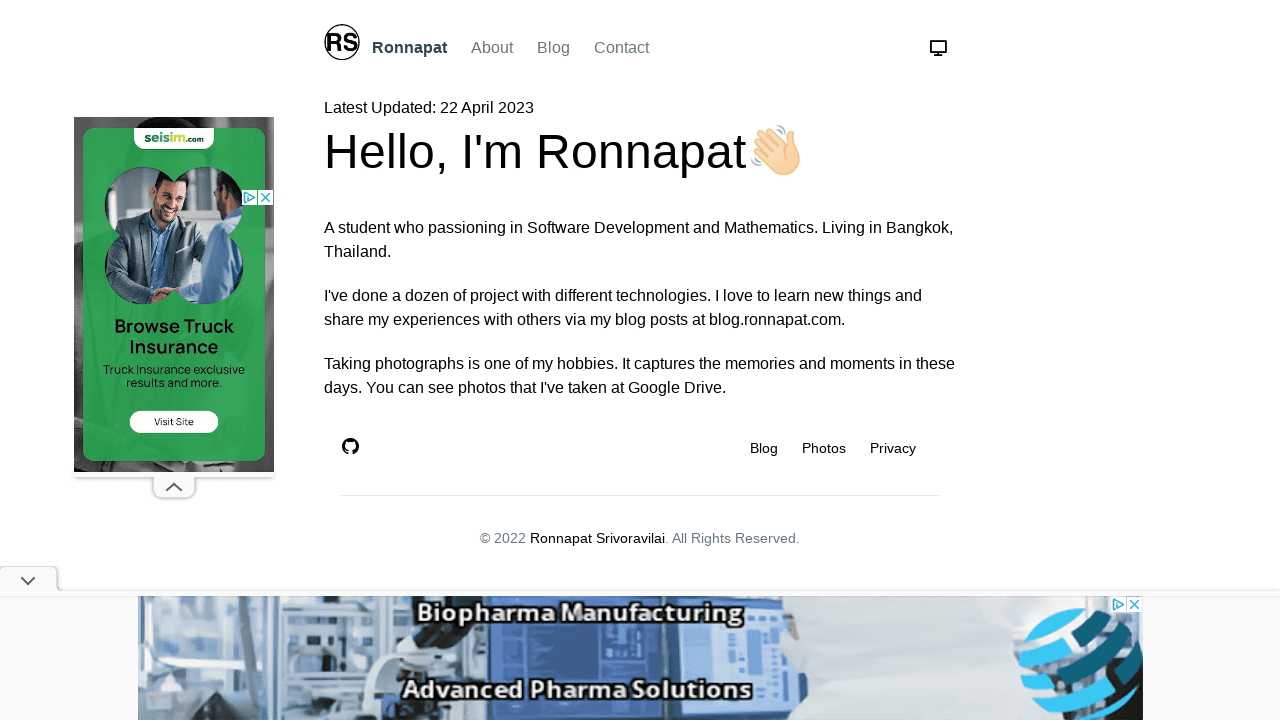 RS
Ronnapat About Blog Contact
Latest Updated: 22 April 2023
Hello, I'm Ronnapat
seisim.com
Browse Truck
Insurance
Truck Insurance exclusive
results and more.
Visit Site
A student who passioning in Software Development and Mathematics. Living in Bangkok,
Thailand.
I've done a dozen of project with different technologies. I love to learn new things and
share my experiences with others via my blog posts at blog.ronnapat.com.
Taking photographs is one of my hobbies. It captures the memories and moments in these
days. You can see photos that I've taken at Google Drive.
Blog Photos Privacy
© 2022 Ronnapat Srivoravilai. All Rights Reserved.
Biopharma Manufacturing
Advanced Pharma Solutions